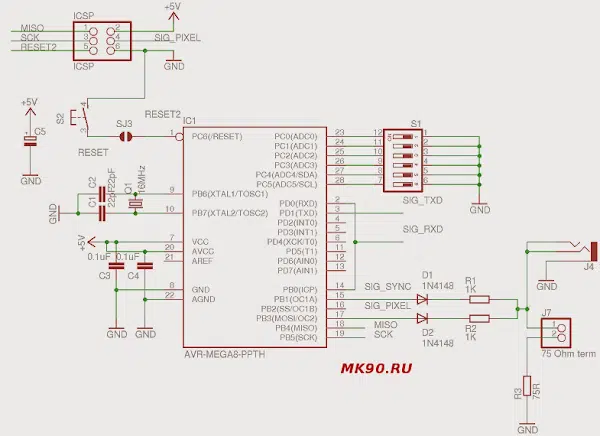 ICSP
+5V
MISO 1 2
SCK 3 4 SIG_PIXEL
RESET2 5 6
ICSP
GND
+5V
C5
GND
S2
4
3
RESET
SJ3
RESET2
IC1
1 PC6(/RESET)
C2 22pF
C1 22pF
Q1
16MHz
9 PB6(XTAL1/TOSC1)
10 PB7(XTAL2/TOSC2)
GND
+5V
7 VCC
20 AVCC
21 AREF
0.1uF 0.1uF
C3 C4
8 GND
22 AGND
GND GND
AVR-MEGA8-PPTH
PC0(ADC0) 23
PC1(ADC1) 24
PC2(ADC2) 25
PC3(ADC3) 26
PC4(ADC4/SDA) 27
PC5(ADC5/SCL) 28
PD0(RXD) 2
PD1(TXD) 3
PD2(INT0) 4
PD3(INT1) 5
PD4(XCK/T0) 6
PD5(T1) 11
PD6(AIN0) 12
PD7(AIN1) 13
PB0(ICP) 14
PB1(OC1A) 15
PB2(SS/OC1B) 16
PB3(MOSI/OC2) 17
PB4(MISO) 18 MISO
PB5(SCK) 19 SCK
S1
12
11
10
9
8
7
GND
SIG_TXD
SIG_RXD
SIG_SYNC
SIG_PIXEL
D1
1N4148
D2
1N4148
R1
1K
R2
1K
GND
J4
J7
1
2
75 Ohm term
R3
75R
GND
MK90.RU